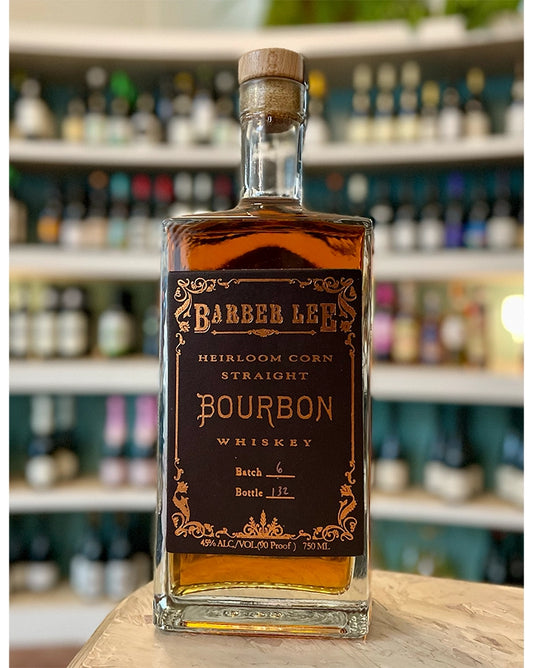 BARBER LEE
HEIRLOOM CORN
STRAIGHT
BOURBON
WHISKEY
Batch 6
Bottle 132
45% ALC/VOL(90 Proof ) 750 ML